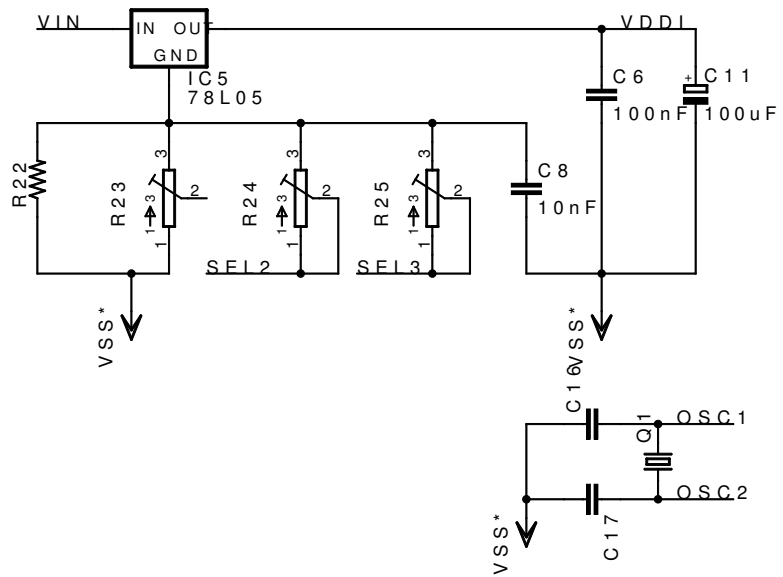 VIN
IN OUT
GND
VDDI
IC5
78L05
C6
100nF
+
C11
100uF
R22
R23
3
2
1
1 3
R24
3
2
1
1 3
R25
3
2
1
1 3
C8
10nF
SEL2
SEL3
VSS*
VSS*
C16
Q1
OSC1
OSC2
C17
VSS*